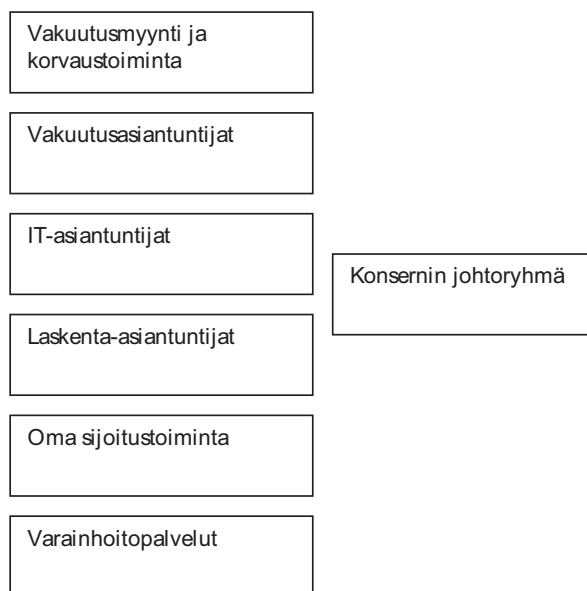 Vakuutusmyynti ja
korvaustoiminta
Vakuutusasiantuntijat
IT-asiantuntijat
Konsernin johtoryhmä
Laskenta-asiantuntijat
Oma sijoitustoiminta
Varainhoitopalvelut